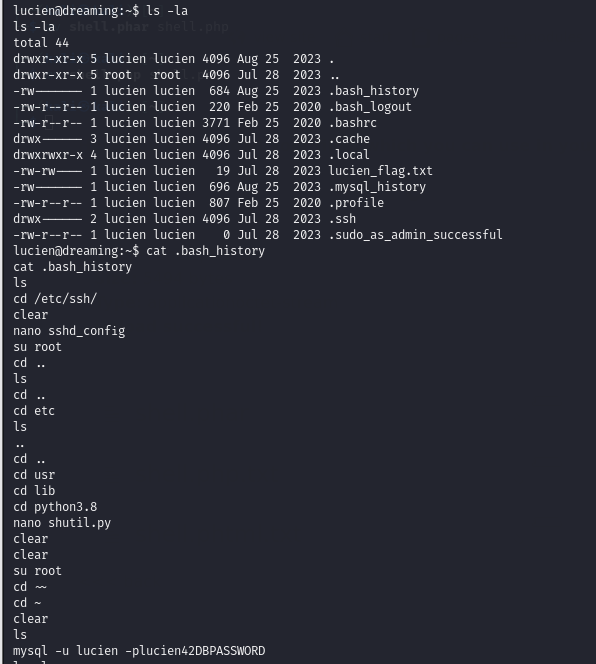 lucien@dreaming:~$ ls -la
ls -la
total 44
drwxr-xr-x 5 lucien lucien 4096 Aug 25  2023 .
drwxr-xr-x 5 root   root   4096 Jul 28  2023 ..
-rw------- 1 lucien lucien  684 Aug 25  2023 .bash_history
-rw-r--r-- 1 lucien lucien  220 Feb 25  2020 .bash_logout
-rw-r--r-- 1 lucien lucien 3771 Feb 25  2020 .bashrc
drwx------ 3 lucien lucien 4096 Jul 28  2023 .cache
drwxrwxr-x 4 lucien lucien 4096 Jul 28  2023 .local
-rw-rw---- 1 lucien lucien   19 Jul 28  2023 lucien_flag.txt
-rw------- 1 lucien lucien  696 Aug 25  2023 .mysql_history
-rw-r--r-- 1 lucien lucien  807 Feb 25  2020 .profile
drwx------ 2 lucien lucien 4096 Jul 28  2023 .ssh
-rw-r--r-- 1 lucien lucien    0 Jul 28  2023 .sudo_as_admin_successful
lucien@dreaming:~$ cat .bash_history
cat .bash_history
ls
cd /etc/ssh/
clear
nano sshd_config
su root
cd ..
ls
cd ..
cd etc
ls
..
cd ..
cd usr
cd lib
cd python3.8
nano shutil.py
clear
clear
su root
cd ~~
cd ~
clear
ls
mysql -u lucien -plucien42DBPASSWORD